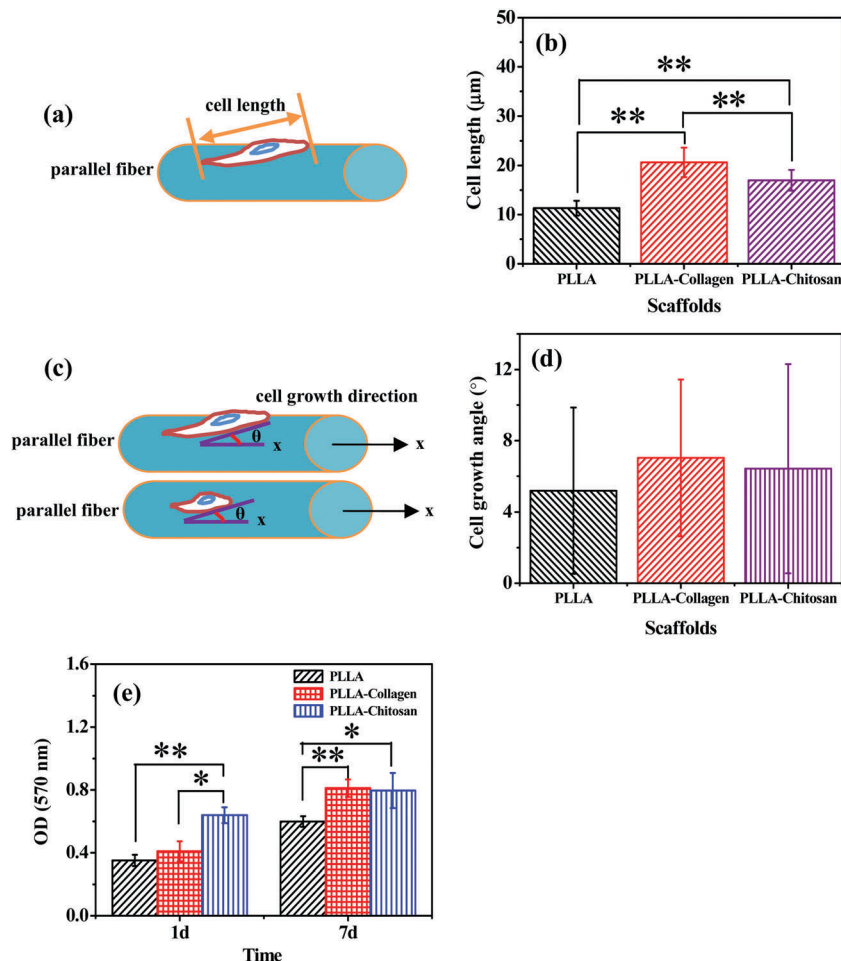 (a)
cell length
parallel fiber
(b)
Cell length (μm)
50
40
30
20
10
0
**
**
**
PLLA
PLLA-Collagen
PLLA-Chitosan
Scaffolds
(c)
cell growth direction
parallel fiber
θ
x
x
parallel fiber
θ
x
x
(d)
Cell growth angle (°)
12
8
4
0
PLLA
PLLA-Collagen
PLLA-Chitosan
Scaffolds
(e)
OD (570 nm)
1.6
1.2
0.8
0.4
0.0
PLLA
PLLA-Collagen
PLLA-Chitosan
**
*
*
**
1d
7d
Time